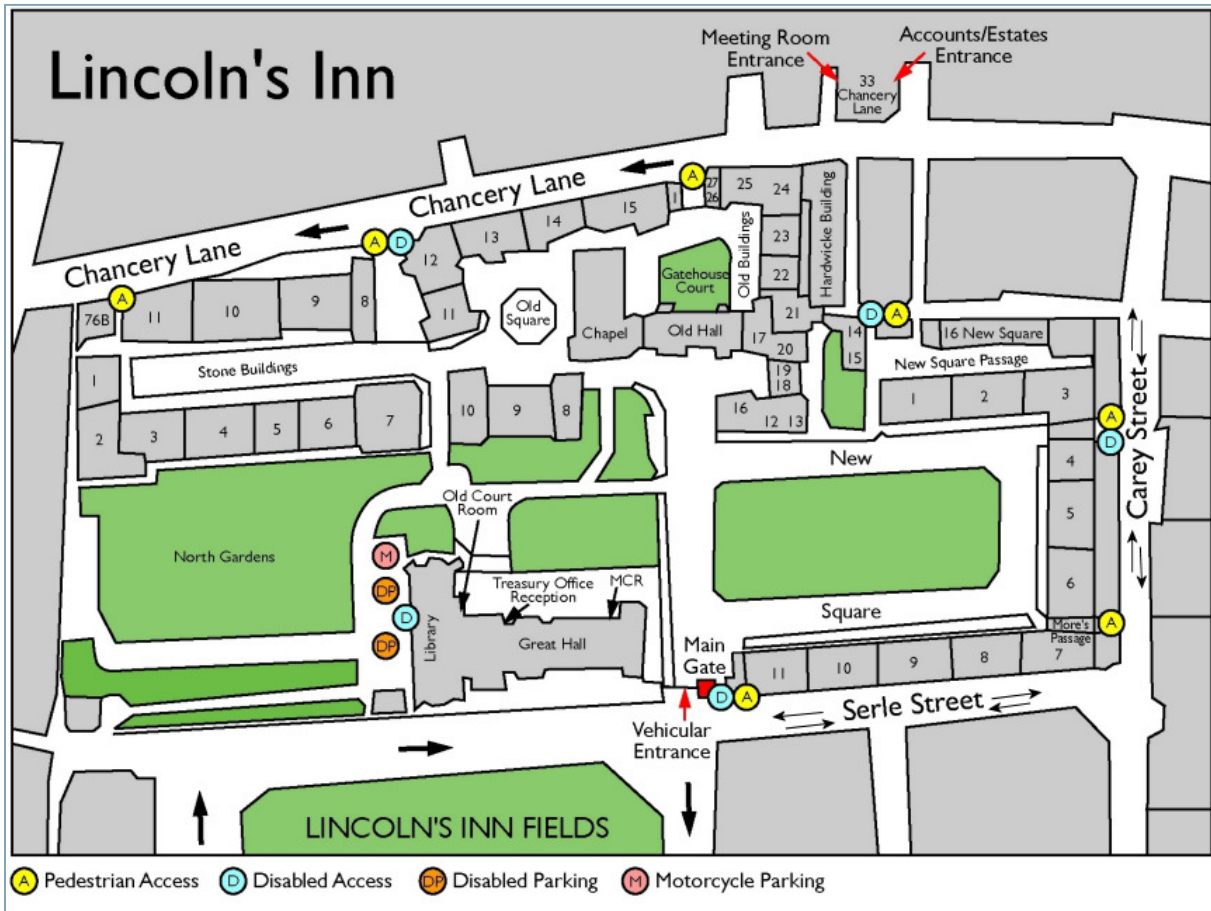 Lincoln's Inn
Meeting Room
Entrance
Accounts/Estates
Entrance
33
Chancery
Lane
Chancery Lane
Chancery Lane
A
A
D
A
76B
11
10
9
8
12
13
14
15
1
27
26
25
24
23
22
21
Old Buildings
Hardwicke Building
Gatehouse
Court
11
Old
Square
Chapel
Old Hall
17
20
19
18
14
15
D
A
16 New Square
New Square Passage
1
2
3
Stone Buildings
1
2
3
4
5
6
7
10
9
8
16
12
13
New
A
D
4
5
6
Carey Street
North Gardens
Old Court
Room
M
DP
D
DP
Library
Treasury Office
Reception
MCR
Great Hall
Square
More's
Passage
A
Main
Gate
11
10
9
8
7
D
A
Serle Street
Vehicular
Entrance
LINCOLN'S INN FIELDS
A Pedestrian Access
D Disabled Access
DP Disabled Parking
M Motorcycle Parking